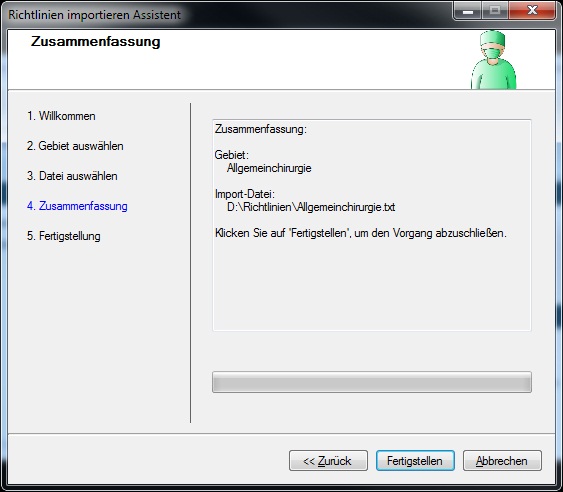 Richtlinien importieren Assistent
Zusammenfassung
1. Willkommen
2. Gebiet auswählen
3. Datei auswählen
4. Zusammenfassung
5. Fertigstellung
Zusammenfassung:
Gebiet:
Allgemeinchirurgie
Import-Datei:
D:\Richtlinien\Allgemeinchirurgie.txt
Klicken Sie auf 'Fertigstellen', um den Vorgang abzuschließen.
<< Zurück
Fertigstellen
Abbrechen